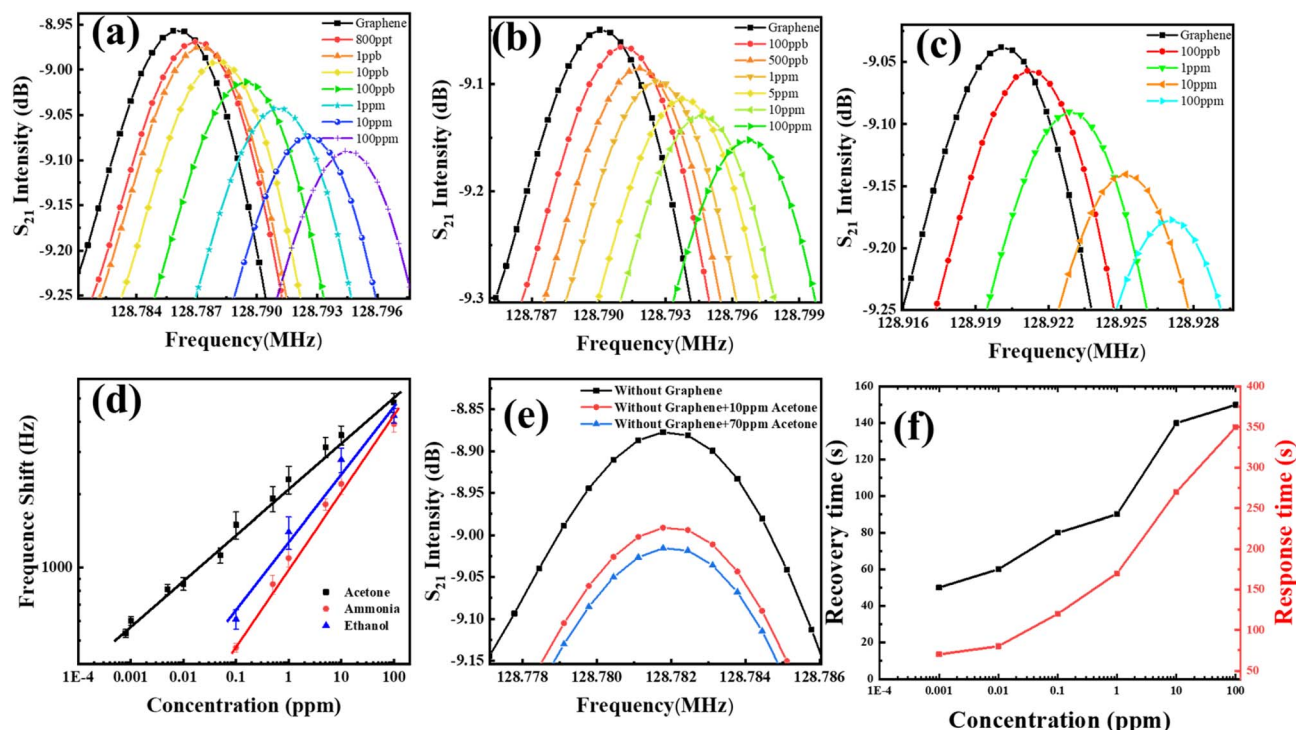 (a)
Graphene
800ppt
1ppb
10ppb
100ppb
1ppm
10ppm
100ppm
-8.95
-9.00
-9.05
-9.10
-9.15
-9.20
-9.25
S21 Intensity (dB)
128.784 128.787 128.790 128.793 128.796
Frequency(MHz)
(b)
Graphene
100ppb
500ppb
1ppm
5ppm
10ppm
100ppm
-9.1
-9.2
-9.3
S21 Intensity (dB)
128.787 128.790 128.793 128.796 128.799
Frequency(MHz)
(c)
Graphene
100ppb
1ppm
10ppm
100ppm
-9.05
-9.10
-9.15
-9.20
-9.25
S21 Intensity (dB)
128.916 128.919 128.922 128.925 128.928
Frequency(MHz)
(d)
Frequence Shift (Hz)
1000
Acetone
Ammonia
Ethanol
1E-4 0.001 0.01 0.1 1 10 100
Concentration (ppm)
(e)
Without Graphene
Without Graphene+10ppm Acetone
Without Graphene+70ppm Acetone
-8.85
-8.90
-8.95
-9.00
-9.05
-9.10
-9.15
S21 Intensity (dB)
128.778 128.780 128.782 128.784 128.786
Frequency(MHz)
(f)
160
140
120
100
80
60
40
20
0
Recovery time (s)
400
350
300
250
200
150
100
50
Response time (s)
1E-4 0.001 0.01 0.1 1 10 100
Concentration (ppm)